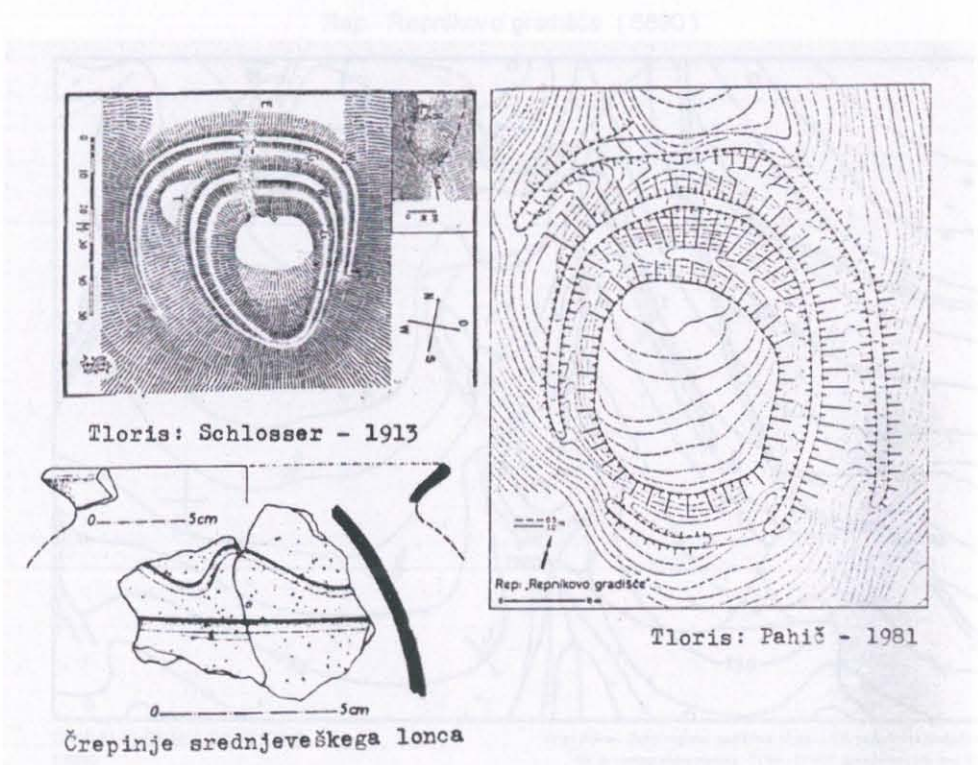 Rep: Repnikovo gradišče
N
W
O
S
Tloris: Schlosser - 1913
0 5cm
0 5cm
Črepinje srednjeveškega lonca
Rep: „Repnikovo gradišče"
Tloris: Pahič - 1981